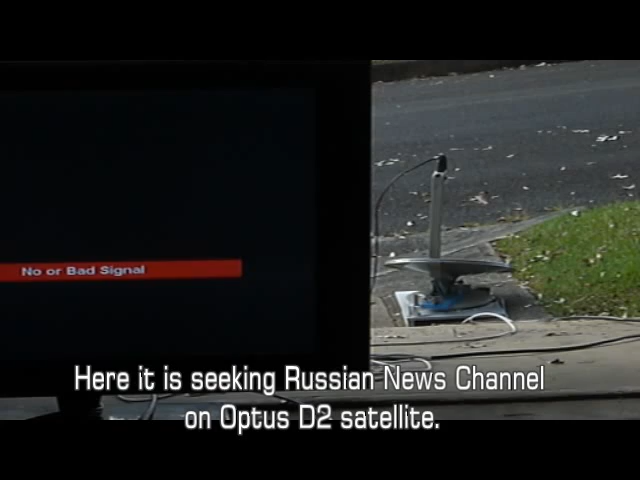 No or Bad Signal
Here it is seeking Russian News Channel
on Optus D2 satellite.